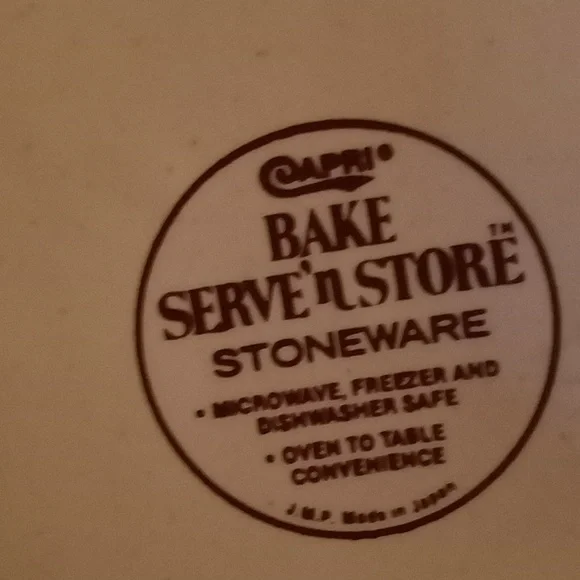 CAPRI®
BAKE
SERVE'n STORE™
STONEWARE
• MICROWAVE, FREEZER AND
DISHWASHER SAFE
• OVEN TO TABLE
CONVENIENCE
J.M.P. Made in Japan